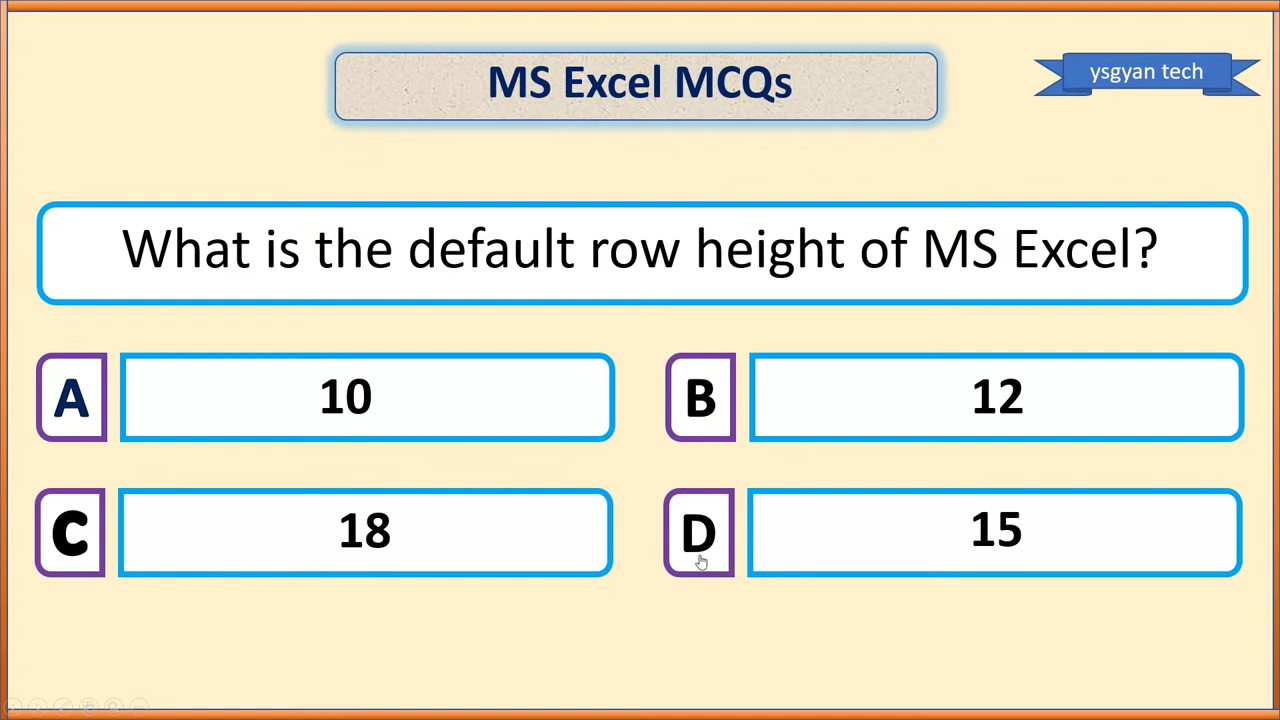 MS Excel MCQs
ysgyan tech
What is the default row height of MS Excel?
A
10
B
12
C
18
D
15